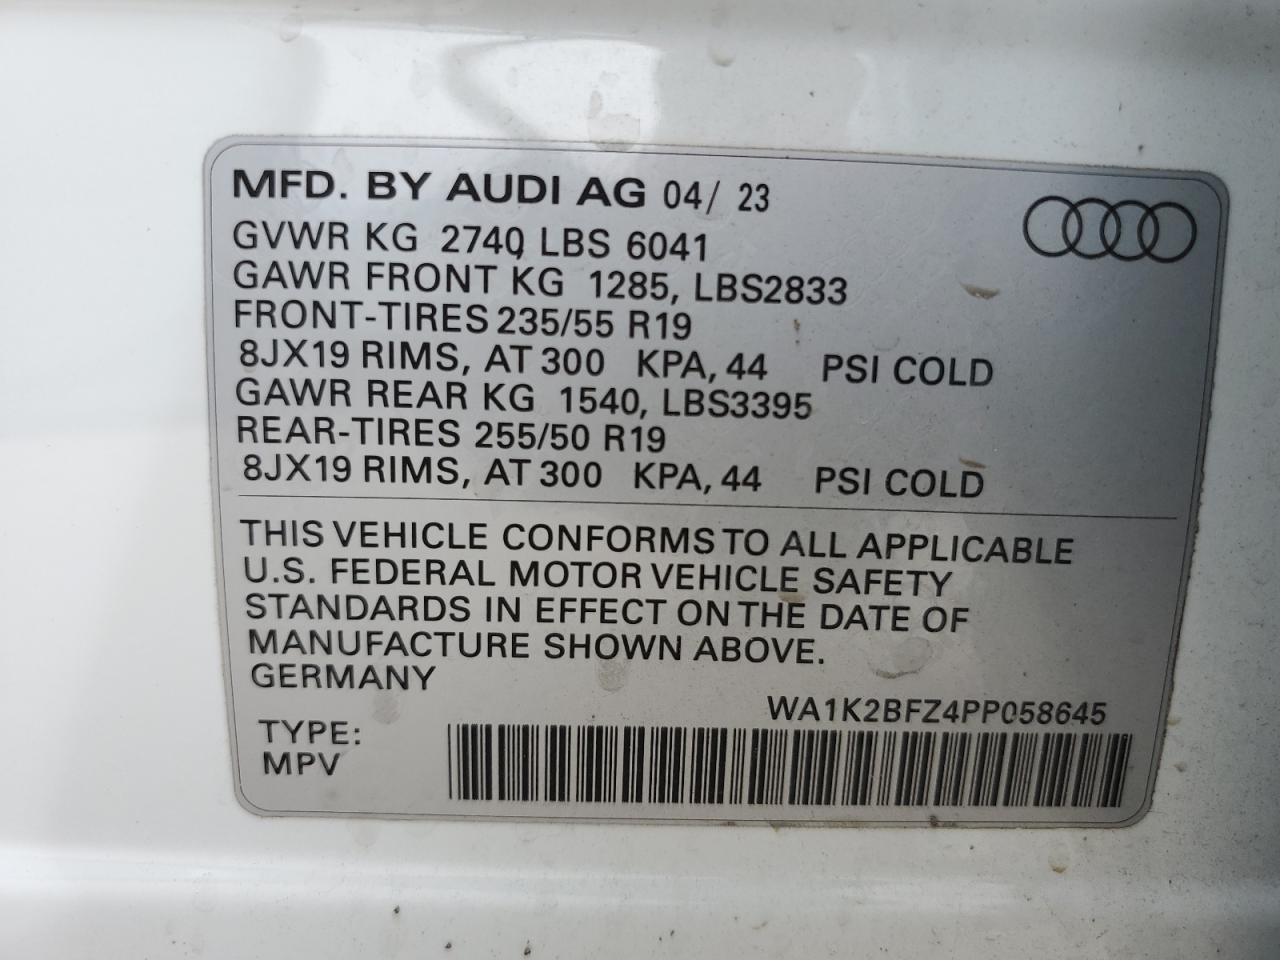 MFD. BY AUDI AG 04/ 23
GVWR KG 2740 LBS 6041
GAWR FRONT KG 1285, LBS2833
FRONT-TIRES 235/55 R19
8JX19 RIMS, AT 300 KPA, 44 PSI COLD
GAWR REAR KG 1540, LBS3395
REAR-TIRES 255/50 R19
8JX19 RIMS, AT 300 KPA, 44 PSI COLD
THIS VEHICLE CONFORMS TO ALL APPLICABLE
U.S. FEDERAL MOTOR VEHICLE SAFETY
STANDARDS IN EFFECT ON THE DATE OF
MANUFACTURE SHOWN ABOVE.
GERMANY
WA1K2BFZ4PP058645
TYPE:
MPV